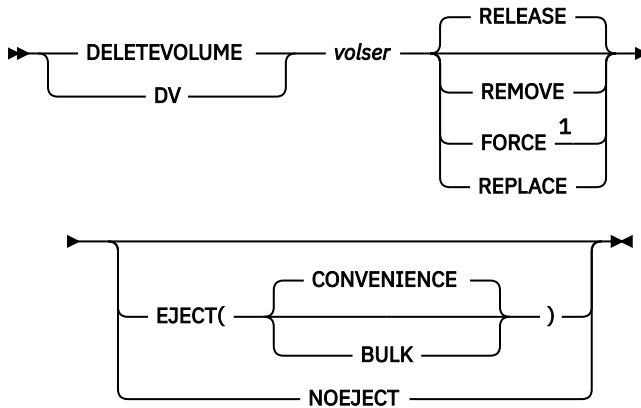 RELEASE
DELETEVOLUME volser
DV
REMOVE
FORCE 1
REPLACE
CONVENIENCE
EJECT( )
BULK
NOEJECT